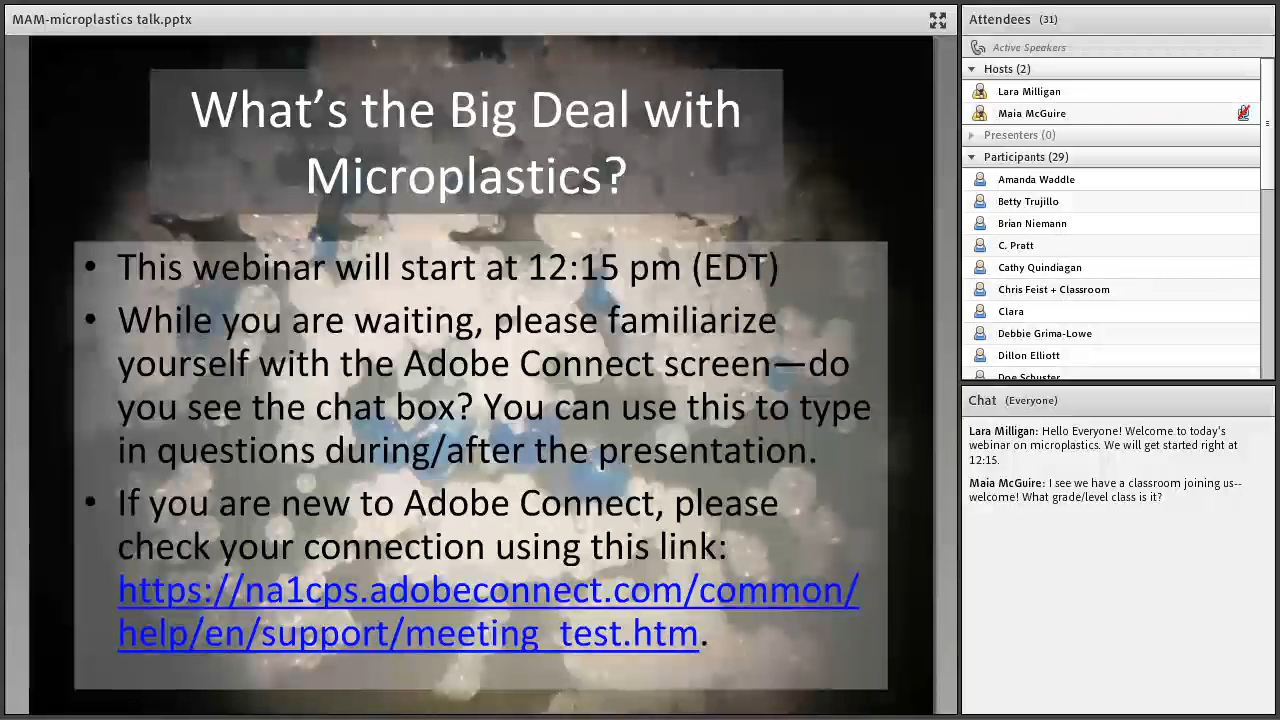 MAM-microplastics talk.pptx
What's the Big Deal with
Microplastics?
• This webinar will start at 12:15 pm (EDT)
• While you are waiting, please familiarize
yourself with the Adobe Connect screen—do
you see the chat box? You can use this to type
in questions during/after the presentation.
• If you are new to Adobe Connect, please
check your connection using this link:
https://na1cps.adobeconnect.com/common/
help/en/support/meeting_test.htm.
Attendees (31)
Active Speakers
Hosts (2)
Lara Milligan
Maia McGuire
Presenters (0)
Participants (29)
Amanda Waddle
Betty Trujillo
Brian Niemann
C. Pratt
Cathy Quindiagan
Chris Feist + Classroom
Clara
Debbie Grima-Lowe
Dillon Elliott
Chat (Everyone)
Lara Milligan: Hello Everyone! Welcome to today's
webinar on microplastics. We will get started right at
12:15.
Maia McGuire: I see we have a classroom joining us--
welcome! What grade/level class is it?